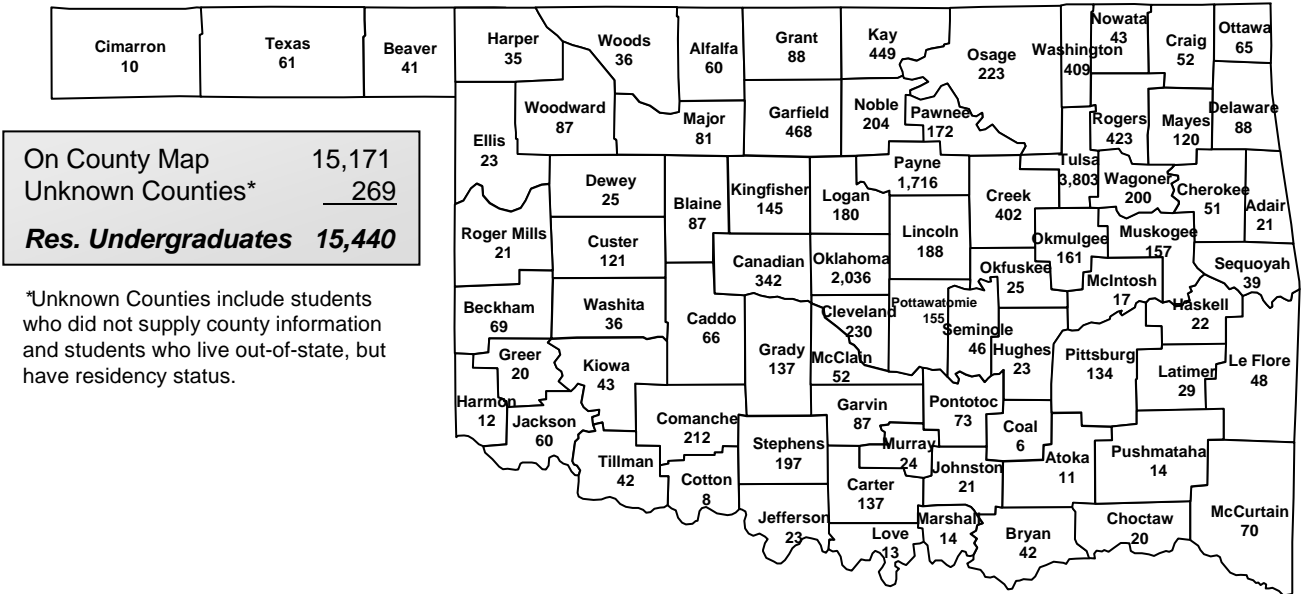 Cimarron
10
Texas
61
Beaver
41
Harper
35
Woods
36
Alfalfa
60
Grant
88
Kay
449
Osage
223
Washington
409
Nowata
43
Craig
52
Ottawa
65
Woodward
87
Ellis
23
Major
81
Garfield
468
Noble
204
Pawnee
172
Rogers
423
Mayes
120
Delaware
88
On County Map 15,171
Unknown Counties* 269
Res. Undergraduates 15,440
*Unknown Counties include students
who did not supply county information
and students who live out-of-state, but
have residency status.
Dewey
25
Blaine
87
Kingfisher
145
Logan
180
Payne
1,716
Creek
402
Tulsa
3,803
Wagoner
200
Cherokee
51
Adair
21
Roger Mills
21
Custer
121
Canadian
342
Oklahoma
2,036
Lincoln
188
Okfuskee
25
Okmulgee
161
Muskogee
157
McIntosh
17
Sequoyah
39
Haskell
22
Beckham
69
Washita
36
Caddo
66
Grady
137
Cleveland
230
McClain
52
Pottawatomie
155
Semingle
46
Hughes
23
Pittsburg
134
Latimer
29
Le Flore
48
Greer
20
Kiowa
43
Harmon
12
Jackson
60
Comanche
212
Stephens
197
Garvin
87
Murray
24
Pontotoc
73
Coal
6
Atoka
11
Pushmataha
14
McCurtain
70
Tillman
42
Cotton
8
Jefferson
23
Carter
137
Johnston
21
Love
13
Marshall
14
Bryan
42
Choctaw
20